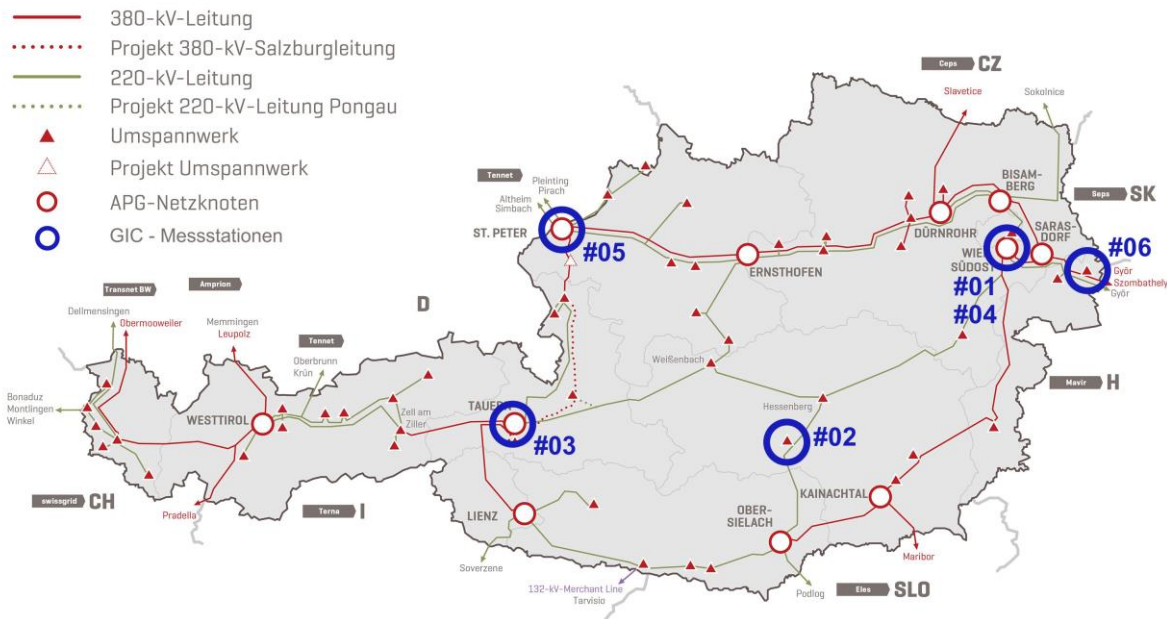 380-kV-Leitung
Projekt 380-kV-Salzburgleitung
220-kV-Leitung
Projekt 220-kV-Leitung Pongau
Umspannwerk
Projekt Umspannwerk
APG-Netzknoten
GIC - Messstationen
Ceps CZ
Slavetice
Sokolnice
Tennet
Pleinting
Pirach
Altheim
Simbach
ST. PETER
#05
BISAM-
BERG
Seps SK
DÜRNROHR
SARAS-
DORF
WIE
SÜDOST
#06
Györ
Szombathely
Györ
#01
#04
ERNSTHOFEN
Transnet BW
Amprion
D
Dellmensingen
Obermooweiler
Memmingen
Leupolz
Tennet
Oberbrunn
Krün
Bonaduz
Montlingen
Winkel
WESTTIROL
Zell am
Ziller
TAUERN
#03
Weißenbach
Hessenberg
#02
Mavir H
swissgrid CH
Pradella
Terna I
LIENZ
Soverzene
KAINACHTAL
OBER-
SIELACH
Maribor
132-kV-Merchant Line
Tarvisio
Podlog
Eles SLO